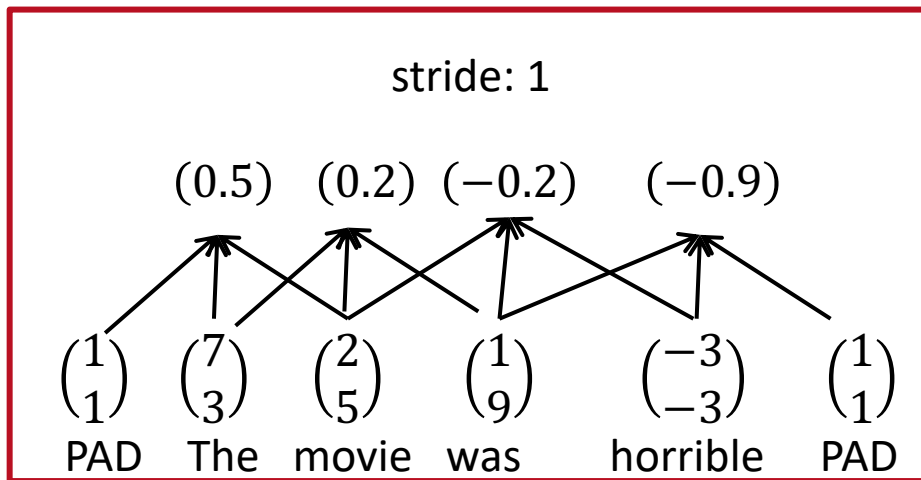 stride: 1
(0.5) (0.2) (−0.2) (−0.9)
(1 1) (7 3) (2 5) (1 9) (−3 −3) (1 1)
PAD The movie was horrible PAD